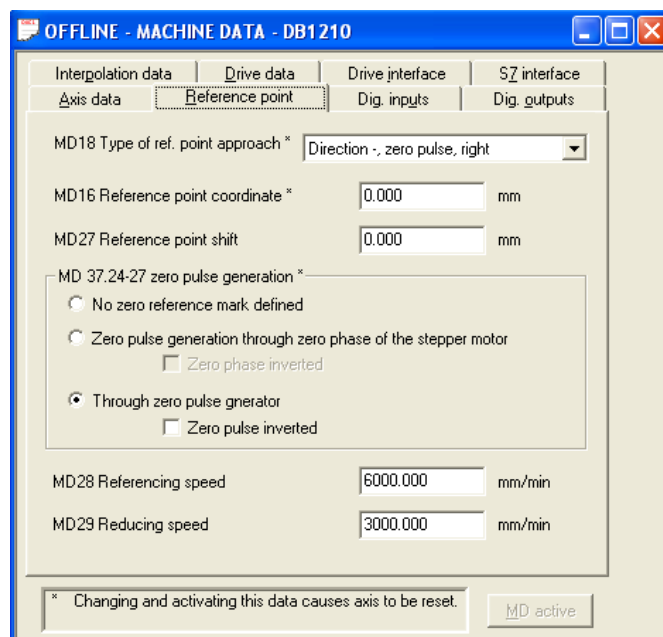 OFFLINE - MACHINE DATA - DB1210
Interpolation data Drive data Drive interface S7 interface
Axis data Reference point Dig. inputs Dig. outputs
MD18 Type of ref. point approach * Direction -, zero pulse, right
MD16 Reference point coordinate * 0.000 mm
MD27 Reference point shift 0.000 mm
MD 37.24-27 zero pulse generation *
No zero reference mark defined
Zero pulse generation through zero phase of the stepper motor
Zero phase inverted
Through zero pulse gnerator
Zero pulse inverted
MD28 Referencing speed 6000.000 mm/min
MD29 Reducing speed 3000.000 mm/min
* Changing and activating this data causes axis to be reset. MD active